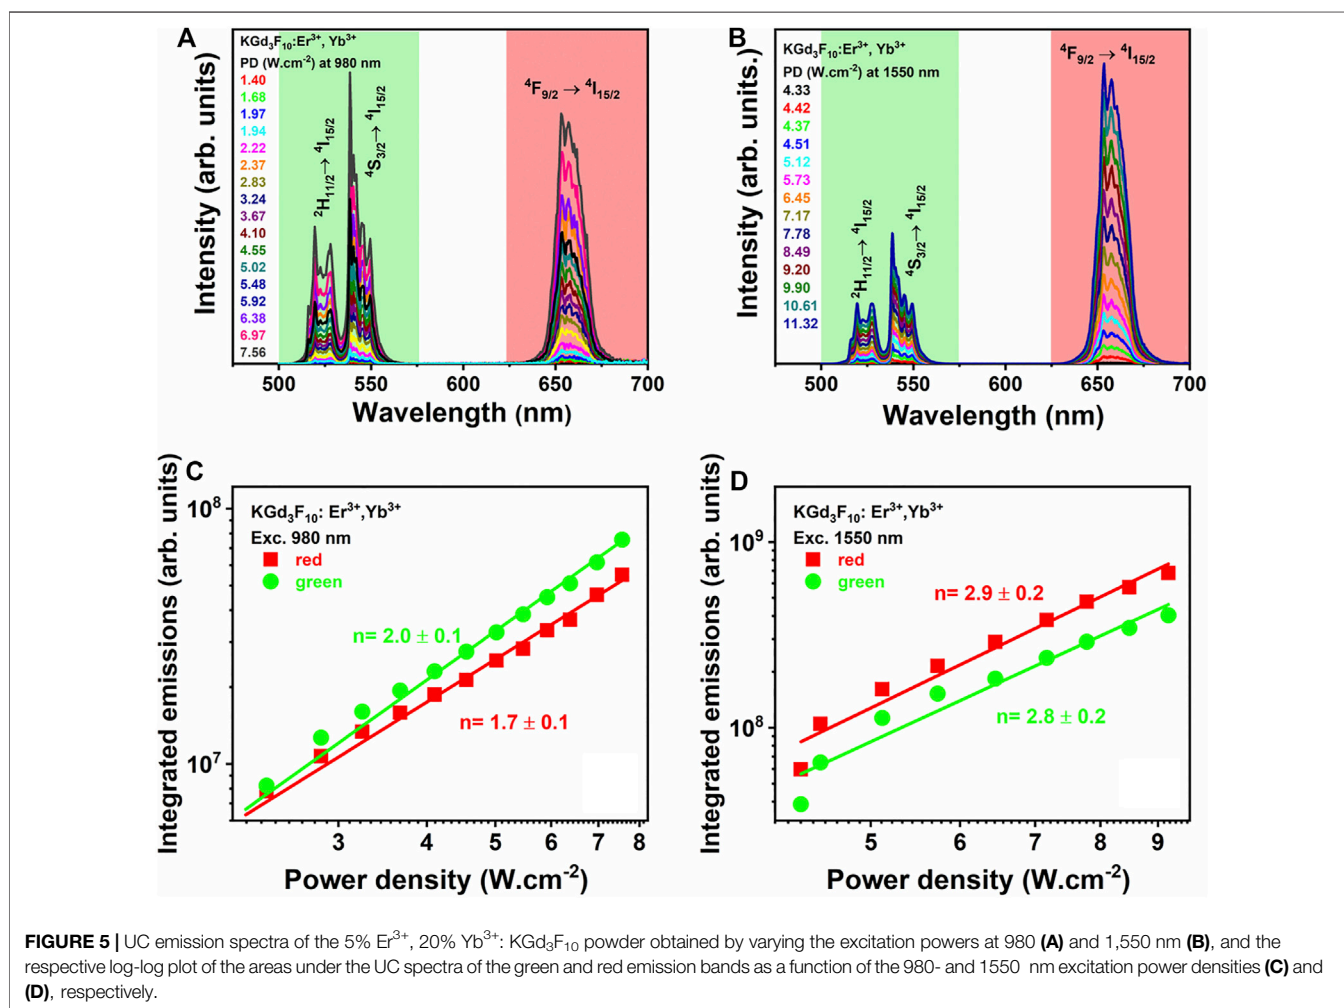 A
KGd₃F₁₀:Er³⁺, Yb³⁺
PD (W.cm⁻²) at 980 nm
1.40
1.68
1.97
1.94
2.22
2.37
2.83
3.24
3.67
4.10
4.55
5.02
5.48
5.92
6.38
6.97
7.56
²H₁₁/₂→ ⁴I₁₅/₂
⁴S₃/₂→ ⁴I₁₅/₂
⁴F₉/₂ → ⁴I₁₅/₂
Intensity (arb. units)
500 550 600 650 700
Wavelength (nm)
B
KGd₃F₁₀:Er³⁺, Yb³⁺
PD (W.cm⁻²) at 1550 nm
4.33
4.42
4.37
4.51
5.12
5.73
6.45
7.17
7.78
8.49
9.20
9.90
10.61
11.32
²H₁₁/₂→ ⁴I₁₅/₂
⁴S₃/₂→ ⁴I₁₅/₂
⁴F₉/₂ → ⁴I₁₅/₂
Intensity (arb. units.)
500 550 600 650 700
Wavelength (nm)
C
KGd₃F₁₀: Er³⁺,Yb³⁺
Exc. 980 nm
red
green
n= 2.0 ± 0.1
n= 1.7 ± 0.1
10⁸
10⁷
Integrated emissions (arb. units)
3 4 5 6 7 8
Power density (W.cm⁻²)
D
KGd₃F₁₀: Er³⁺,Yb³⁺
Exc. 1550 nm
red
green
n= 2.9 ± 0.2
n= 2.8 ± 0.2
10⁹
10⁸
Integrated emissions (arb. units)
5 6 7 8 9
Power density (W.cm⁻²)
FIGURE 5 | UC emission spectra of the 5% Er³⁺, 20% Yb³⁺: KGd₃F₁₀ powder obtained by varying the excitation powers at 980 (A) and 1,550 nm (B), and the
respective log-log plot of the areas under the UC spectra of the green and red emission bands as a function of the 980- and 1550 nm excitation power densities (C) and
(D), respectively.